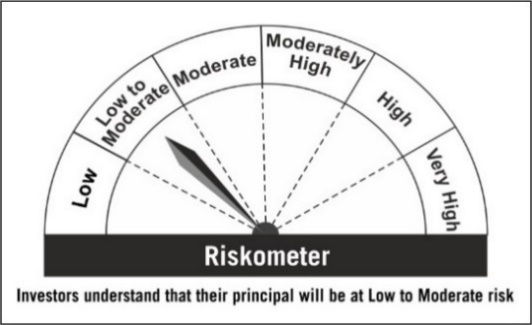 Low
Low to
Moderate
Moderate
Moderately
High
High
Very High
Riskometer
Investors understand that their principal will be at Low to Moderate risk